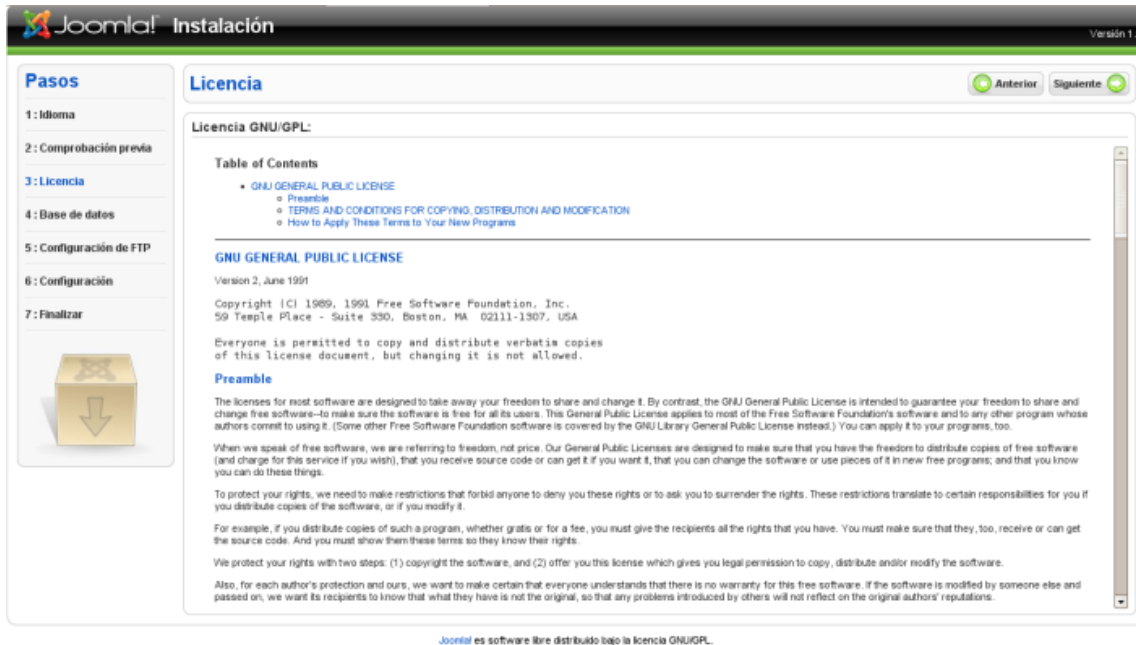 Joomla! Instalación
Versión 1.
Pasos
1 : Idioma
2 : Comprobación previa
3 : Licencia
4 : Base de datos
5 : Configuración de FTP
6 : Configuración
7 : Finalizar
Licencia
Anterior
Siguiente
Licencia GNU/GPL:
Table of Contents
GNU GENERAL PUBLIC LICENSE
Preamble
TERMS AND CONDITIONS FOR COPYING, DISTRIBUTION AND MODIFICATION
How to Apply These Terms to Your New Programs
GNU GENERAL PUBLIC LICENSE
Version 2, June 1991
Copyright (C) 1989, 1991 Free Software Foundation, Inc.
59 Temple Place - Suite 330, Boston, MA  02111-1307, USA
Everyone is permitted to copy and distribute verbatim copies
of this license document, but changing it is not allowed.
Preamble
The licenses for most software are designed to take away your freedom to share and change it. By contrast, the GNU General Public License is intended to guarantee your freedom to share and
change free software--to make sure the software is free for all its users. This General Public License applies to most of the Free Software Foundation's software and to any other program whose
authors commit to using it. (Some other Free Software Foundation software is covered by the GNU Library General Public License instead.) You can apply it to your programs, too.
When we speak of free software, we are referring to freedom, not price. Our General Public Licenses are designed to make sure that you have the freedom to distribute copies of free software
(and charge for this service if you wish), that you receive source code or can get it if you want it, that you can change the software or use pieces of it in new free programs; and that you know
you can do these things.
To protect your rights, we need to make restrictions that forbid anyone to deny you these rights or to ask you to surrender the rights. These restrictions translate to certain responsibilities for you if
you distribute copies of the software, or if you modify it.
For example, if you distribute copies of such a program, whether gratis or for a fee, you must give the recipients all the rights that you have. You must make sure that they, too, receive or can get
the source code. And you must show them these terms so they know their rights.
We protect your rights with two steps: (1) copyright the software, and (2) offer you this license which gives you legal permission to copy, distribute and/or modify the software.
Also, for each author's protection and ours, we want to make certain that everyone understands that there is no warranty for this free software. If the software is modified by someone else and
passed on, we want its recipients to know that what they have is not the original, so that any problems introduced by others will not reflect on the original authors' reputations.
Joomla! es software libre distribuido bajo la licencia GNU/GPL.